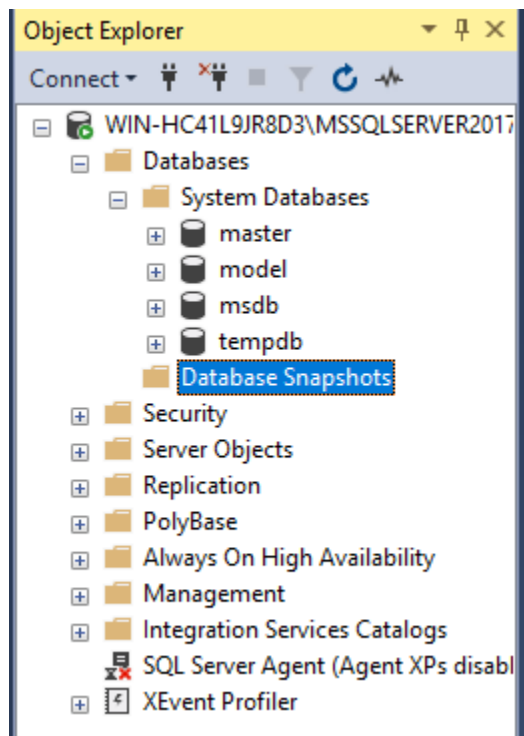 Object Explorer
Connect
WIN-HC41L9JR8D3\MSSQLSERVER2017
Databases
System Databases
master
model
msdb
tempdb
Database Snapshots
Security
Server Objects
Replication
PolyBase
Always On High Availability
Management
Integration Services Catalogs
SQL Server Agent (Agent XPs disabl
XEvent Profiler